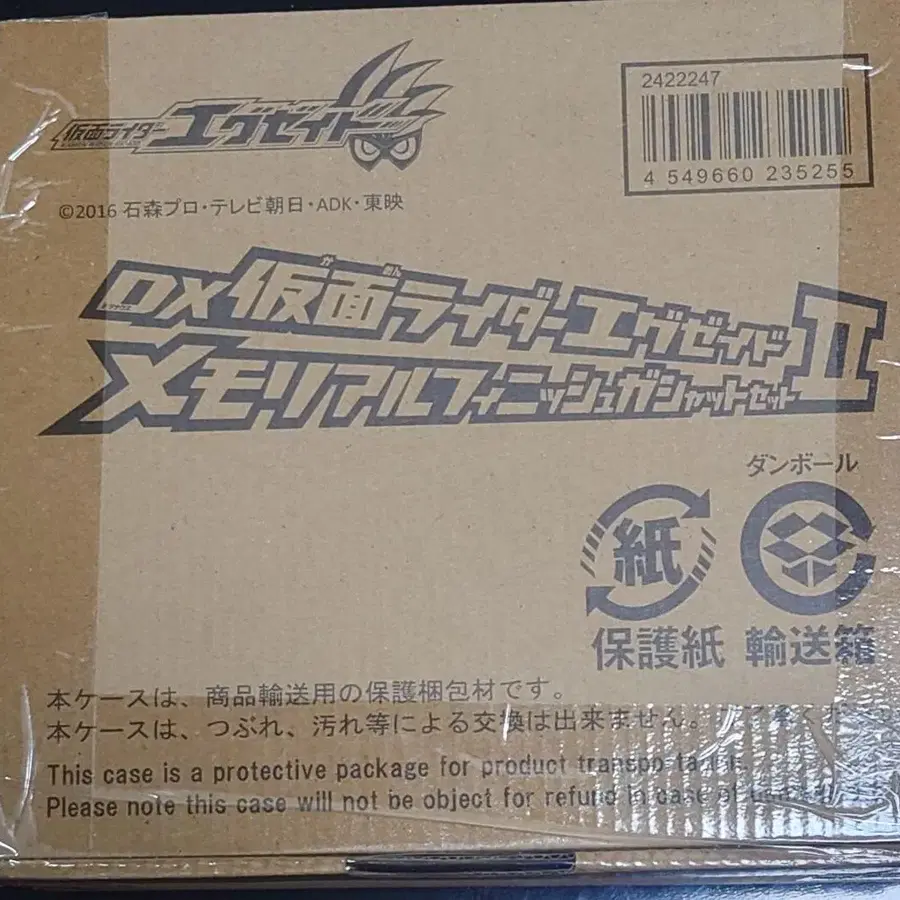 仮面ライダー
エグゼイド
2422247
4 549660 235255
©2016 石森プロ・テレビ朝日・ADK・東映
DX仮面ライダーエグゼイド
か めん
メモリアルフィニッシュガシャットセットII
ダンボール
紙
保護紙 輸送箱
本ケースは、商品輸送用の保護梱包材です。
本ケースは、つぶれ、汚れ等による交換は出来ません。
This case is a protective package for product
Please note this case will not be object for refund in case of